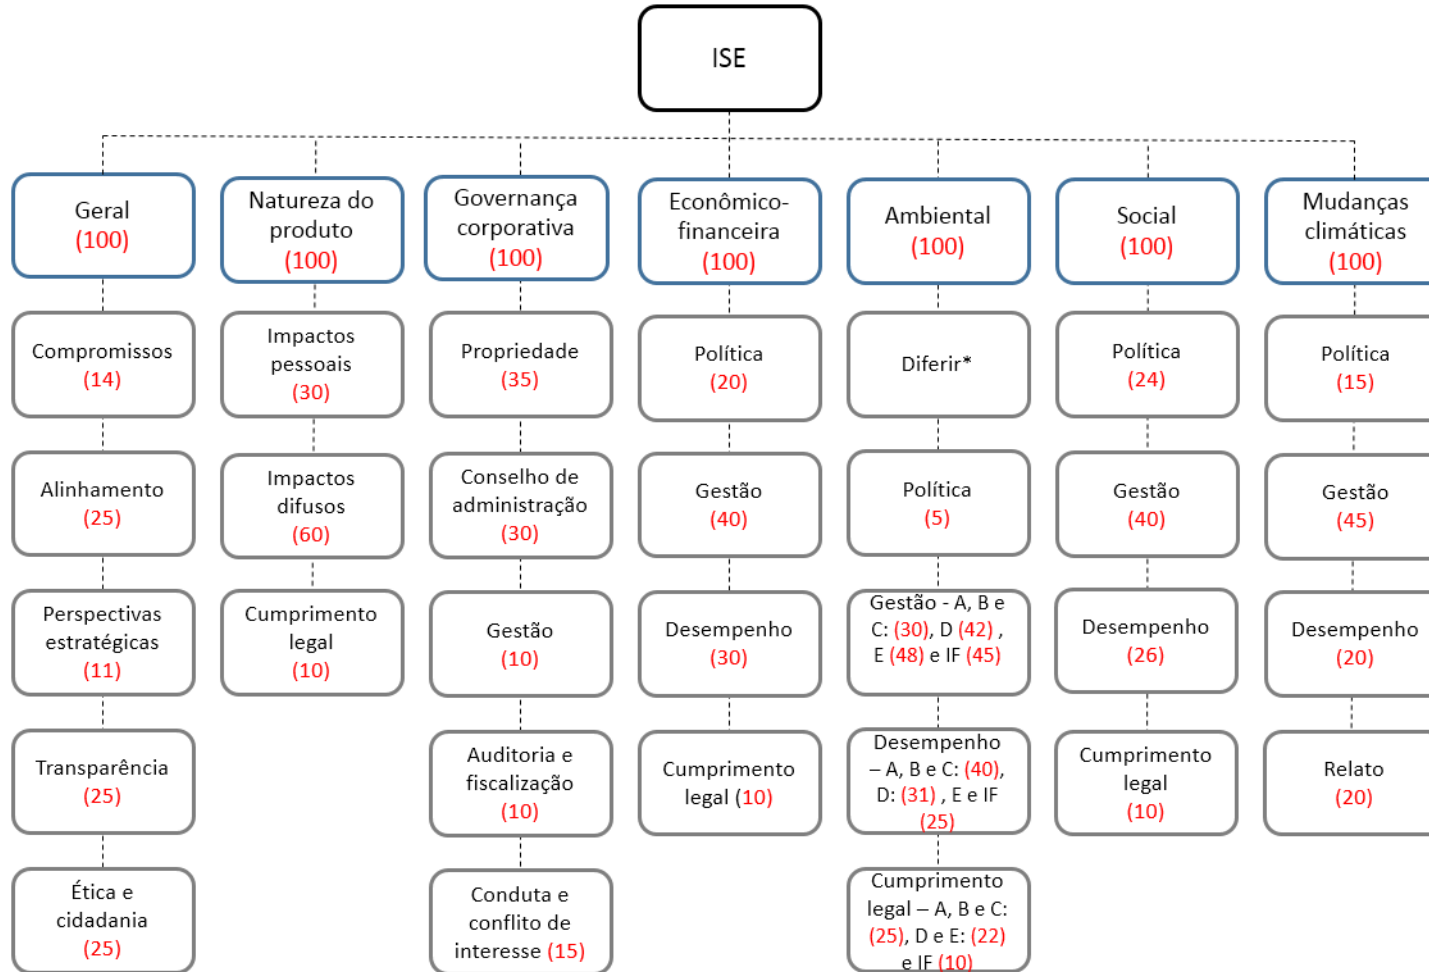 ISE
Geral
(100)
Natureza do
produto
(100)
Governança
corporativa
(100)
Econômico-
financeira
(100)
Ambiental
(100)
Social
(100)
Mudanças
climáticas
(100)
Compromissos
(14)
Impactos
pessoais
(30)
Propriedade
(35)
Política
(20)
Diferir*
Política
(24)
Política
(15)
Alinhamento
(25)
Impactos
difusos
(60)
Conselho de
administração
(30)
Gestão
(40)
Política
(5)
Gestão
(40)
Gestão
(45)
Perspectivas
estratégicas
(11)
Cumprimento
legal
(10)
Gestão
(10)
Desempenho
(30)
Gestão - A, B e
C: (30), D (42) ,
E (48) e IF (45)
Desempenho
(26)
Desempenho
(20)
Transparência
(25)
Auditoria e
fiscalização
(10)
Cumprimento
legal (10)
Desempenho
– A, B e C: (40),
D: (31) , E e IF
(25)
Cumprimento
legal
(10)
Relato
(20)
Ética e
cidadania
(25)
Conduta e
conflito de
interesse (15)
Cumprimento
legal – A, B e C:
(25), D e E: (22)
e IF (10)